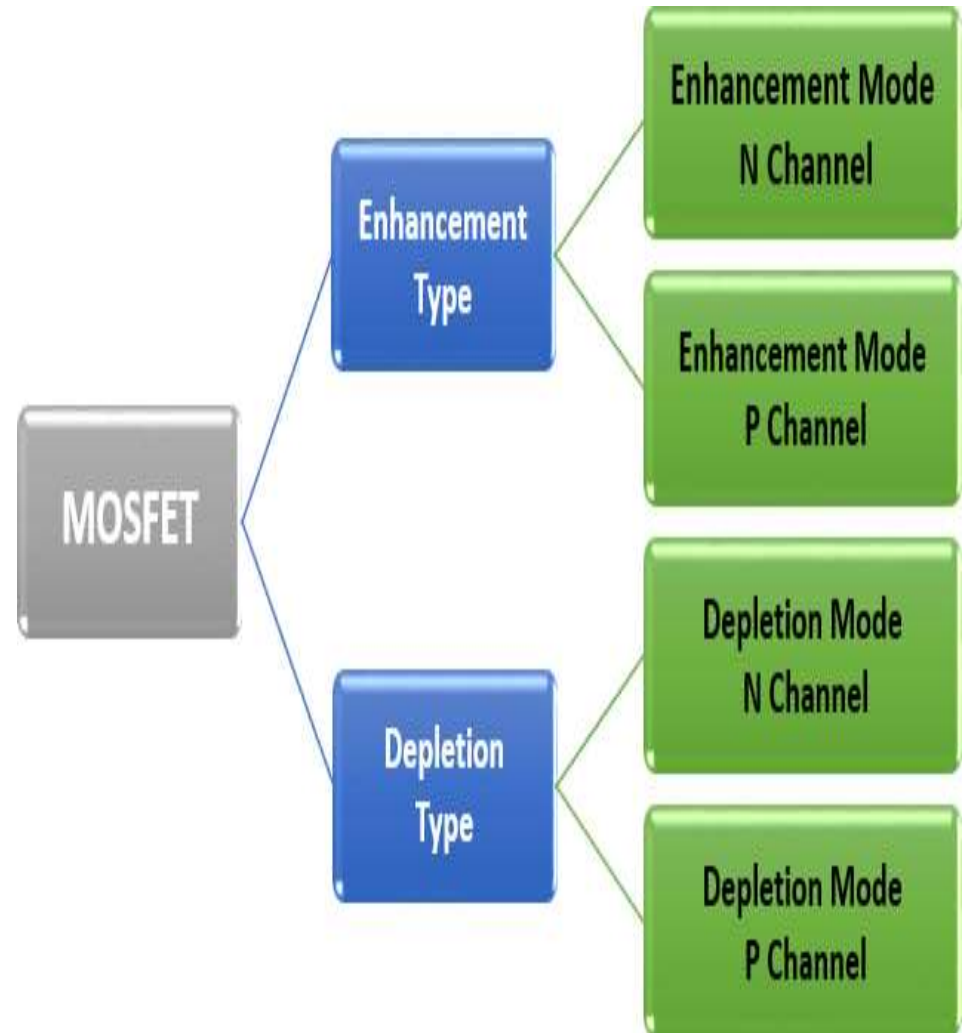 MOSFET
Enhancement
Type
Depletion
Type
Enhancement Mode
N Channel
Enhancement Mode
P Channel
Depletion Mode
N Channel
Depletion Mode
P Channel